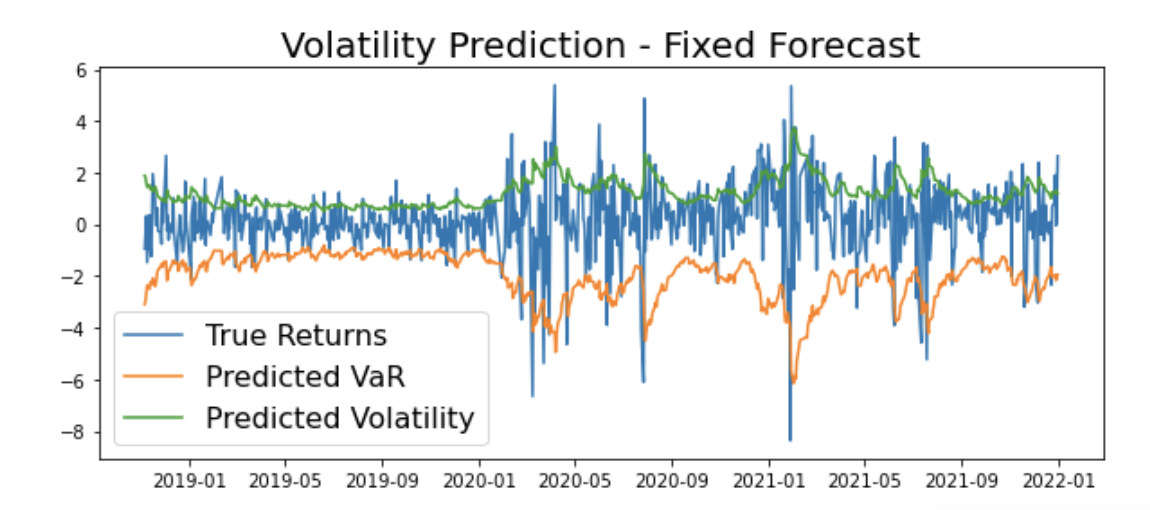 Volatility Prediction - Fixed Forecast
6
4
2
0
−2
−4
−6
−8
True Returns
Predicted VaR
Predicted Volatility
2019-01 2019-05 2019-09 2020-01 2020-05 2020-09 2021-01 2021-05 2021-09 2022-01